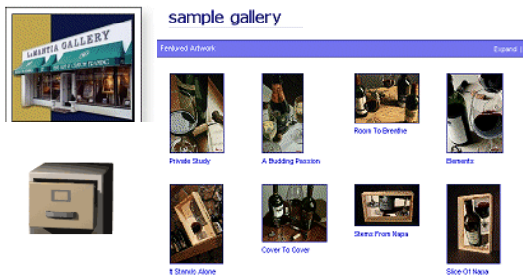 sample gallery
LaMANTIA GALLERY
Featured Artwork
Expand |
Private Study
A Budding Passion
Room To Breathe
Elements
It Stands Alone
Cover To Cover
Stems From Napa
Slice Of Napa